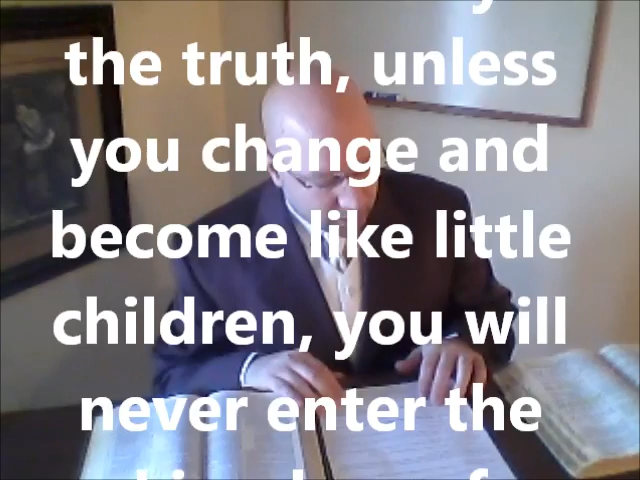 the truth, unless
you change and
become like little
children, you will
never enter the